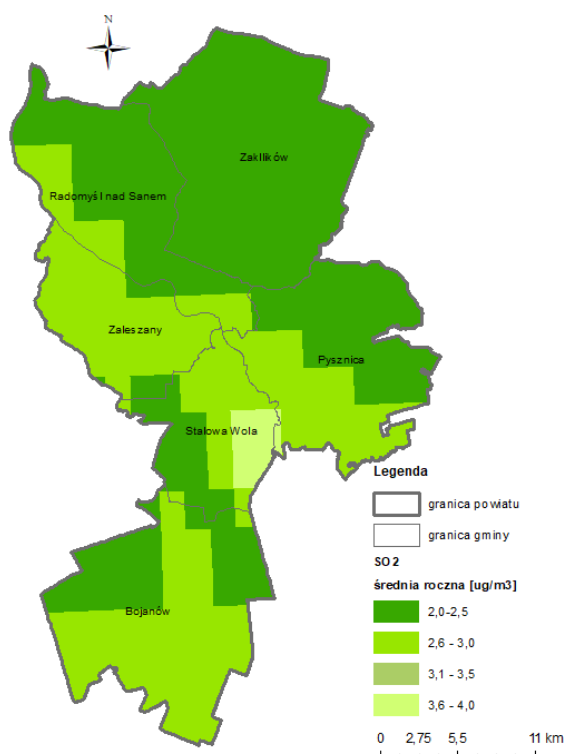 N
Zaklików
Radomyśl nad Sanem
Zaleszany
Pysznica
Stalowa Wola
Bojanów
Legenda
granica powiatu
granica gminy
SO2
średnia roczna [ug/m3]
2,0-2,5
2,6 - 3,0
3,1 - 3,5
3,6 - 4,0
0 2,75 5,5 11 km